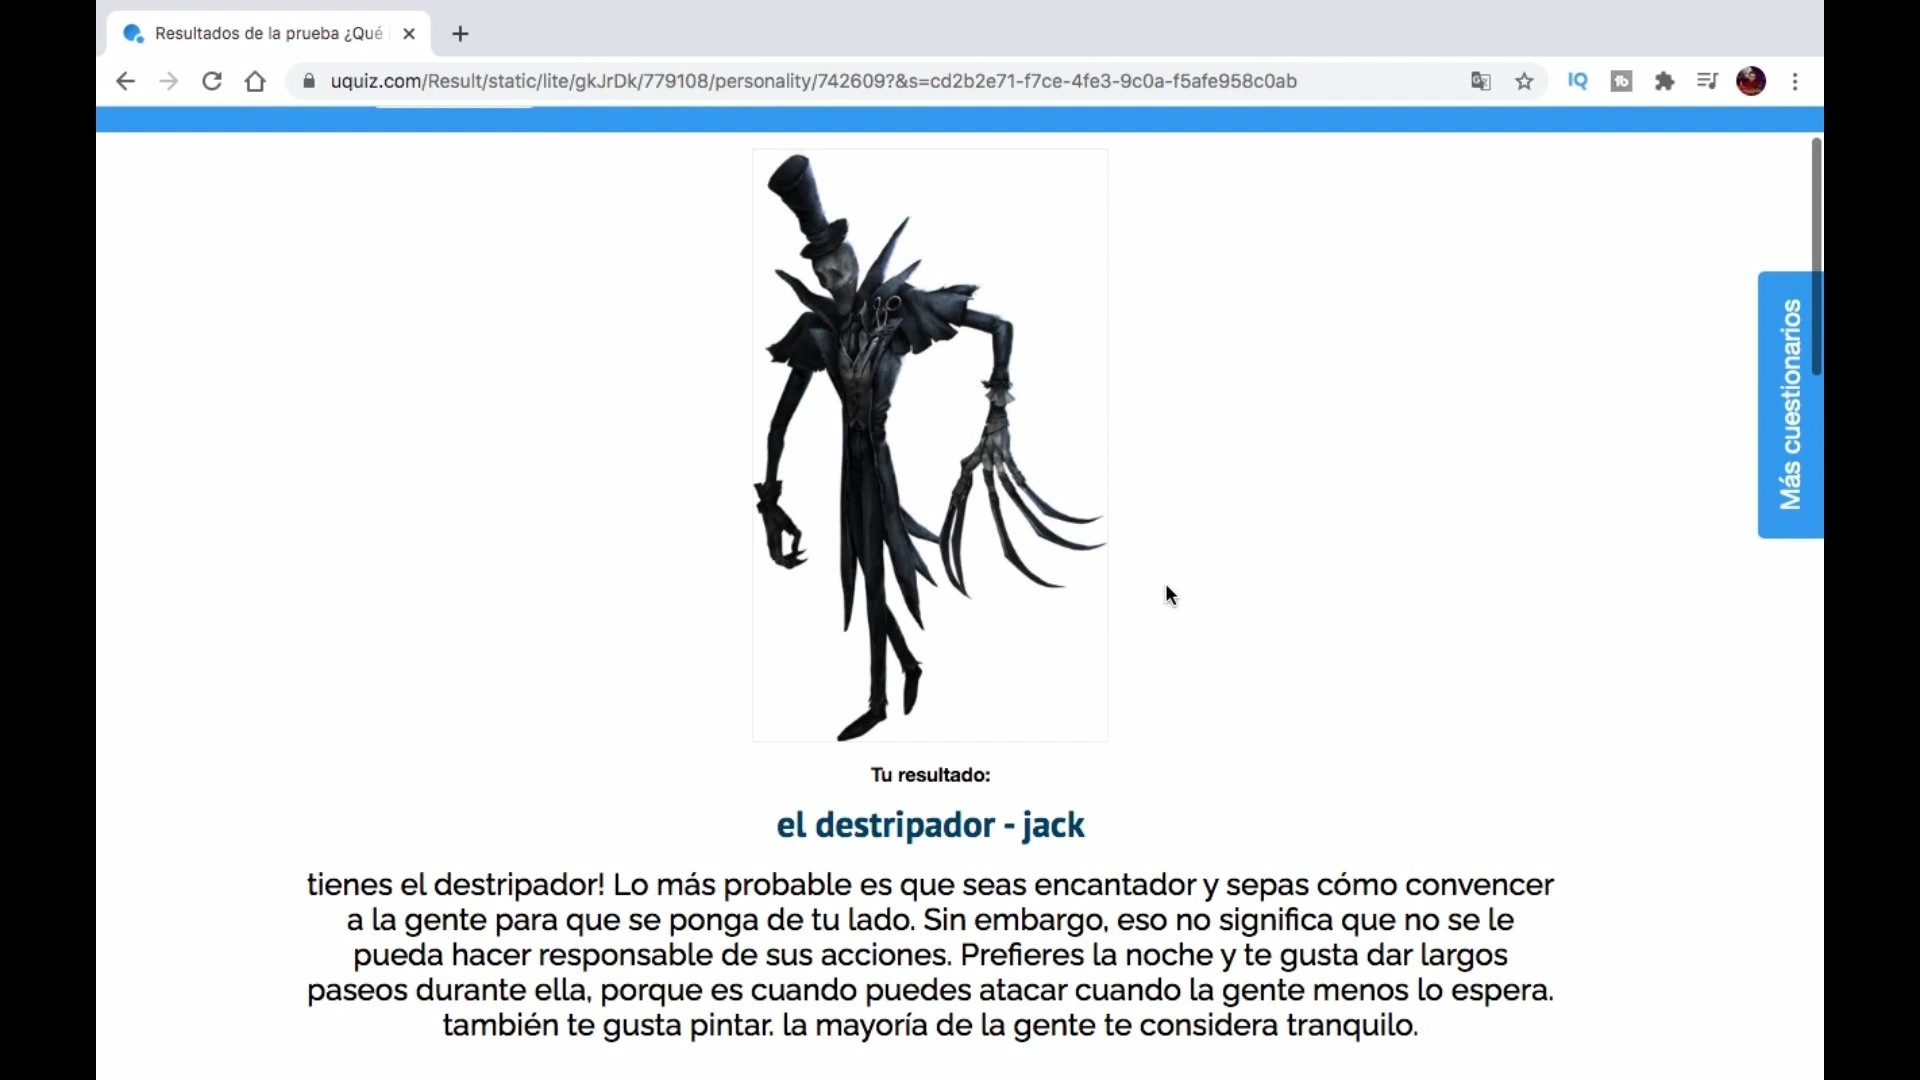 Resultados de la prueba ¿Qué
uquiz.com/Result/static/lite/gkJrDk/779108/personality/742609?&s=cd2b2e71-f7ce-4fe3-9c0a-f5afe958c0ab
IQ
tb
Más cuestionarios
Tu resultado:
el destripador - jack
tienes el destripador! Lo más probable es que seas encantador y sepas cómo convencer
a la gente para que se ponga de tu lado. Sin embargo, eso no significa que no se le
pueda hacer responsable de sus acciones. Prefieres la noche y te gusta dar largos
paseos durante ella, porque es cuando puedes atacar cuando la gente menos lo espera.
también te gusta pintar. la mayoría de la gente te considera tranquilo.